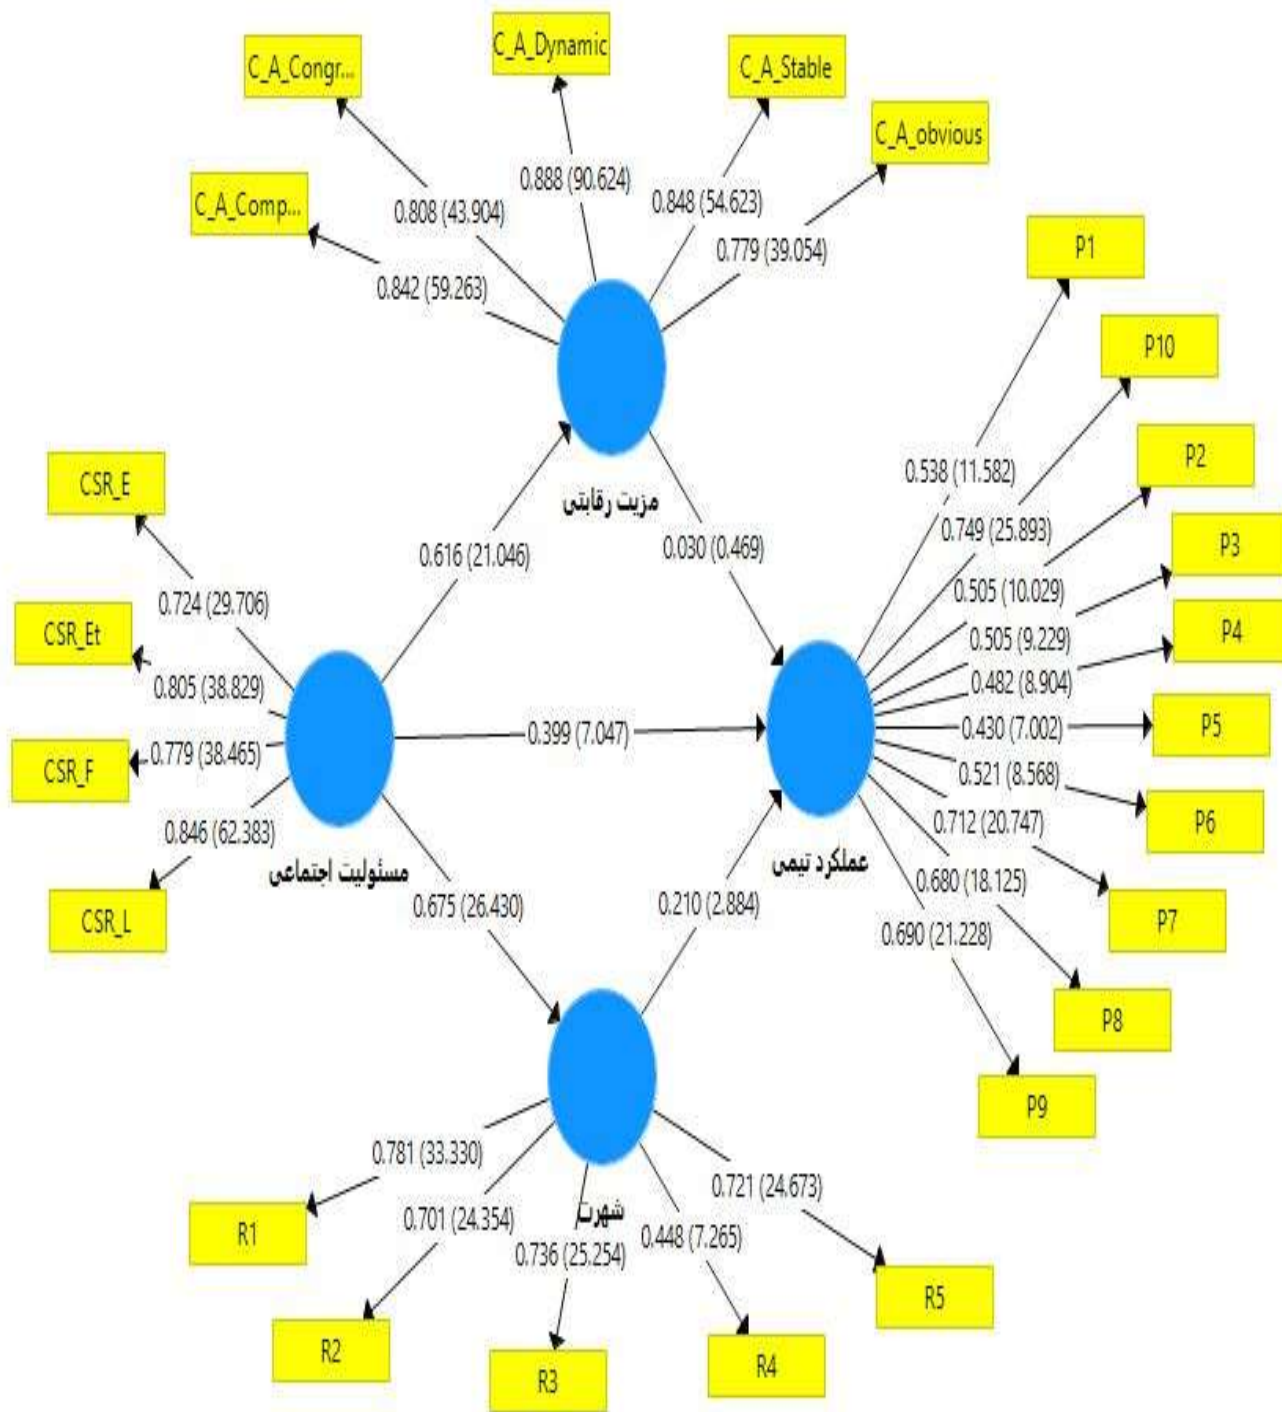 C_A_Dynamic
C_A_Congr...
C_A_Stable
C_A_obvious
C_A_Comp...
0.888 (90.624)
0.808 (43.904)
0.848 (54.623)
0.779 (39.054)
0.842 (59.263)
P1
P10
P2
P3
P4
P5
P6
P7
P8
P9
0.538 (11.582)
0.749 (25.893)
0.505 (10.029)
0.505 (9.229)
0.482 (8.904)
0.430 (7.002)
0.521 (8.568)
0.712 (20.747)
0.680 (18.125)
0.690 (21.228)
مزیت رقابتی
0.616 (21.046)
0.030 (0.469)
CSR_E
CSR_Et
CSR_F
CSR_L
0.724 (29.706)
0.805 (38.829)
0.779 (38.465)
0.846 (62.383)
0.399 (7.047)
مسئولیت اجتماعی
عملکرد تیمی
0.675 (26.430)
0.210 (2.884)
شهرت
0.781 (33.330)
0.701 (24.354)
0.736 (25.254)
0.448 (7.265)
0.721 (24.673)
R1
R2
R3
R4
R5